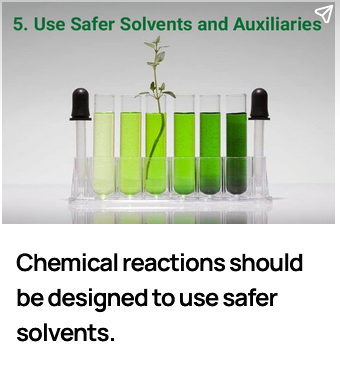 5. Use Safer Solvents and Auxiliaries
Chemical reactions should
be designed to use safer
solvents.